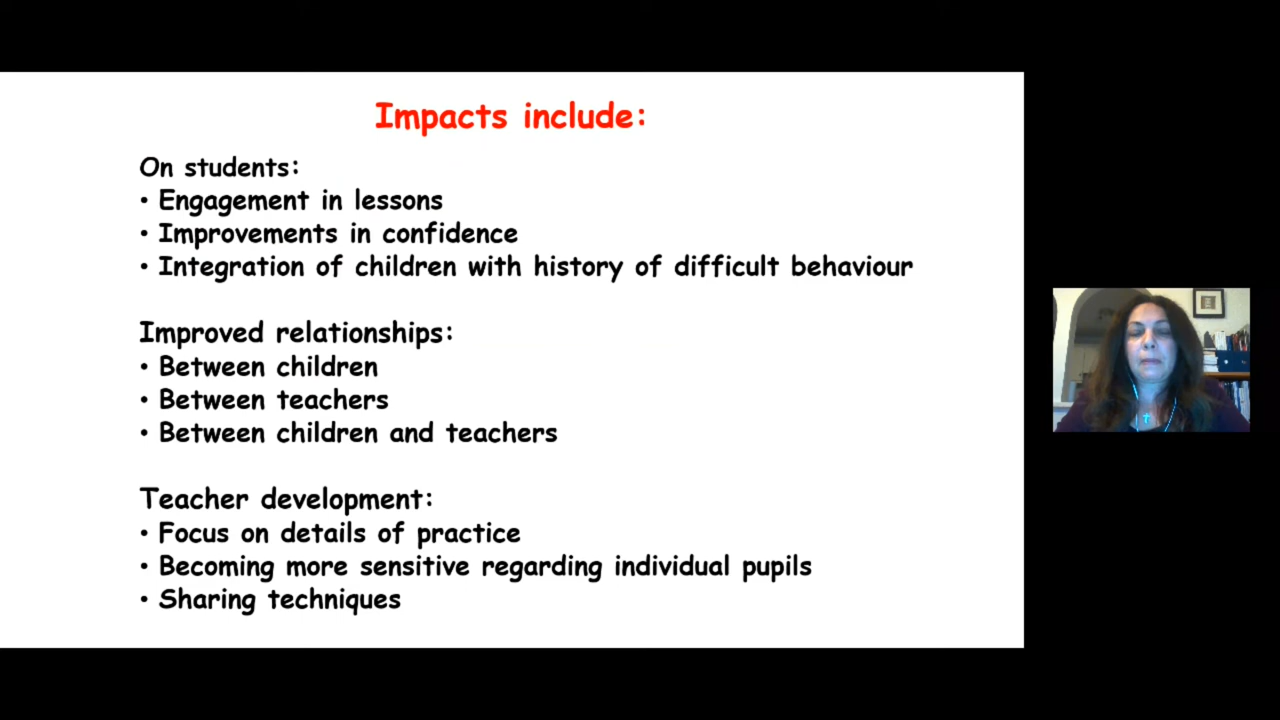 Impacts include:
On students:
• Engagement in lessons
• Improvements in confidence
• Integration of children with history of difficult behaviour
Improved relationships:
• Between children
• Between teachers
• Between children and teachers
Teacher development:
• Focus on details of practice
• Becoming more sensitive regarding individual pupils
• Sharing techniques